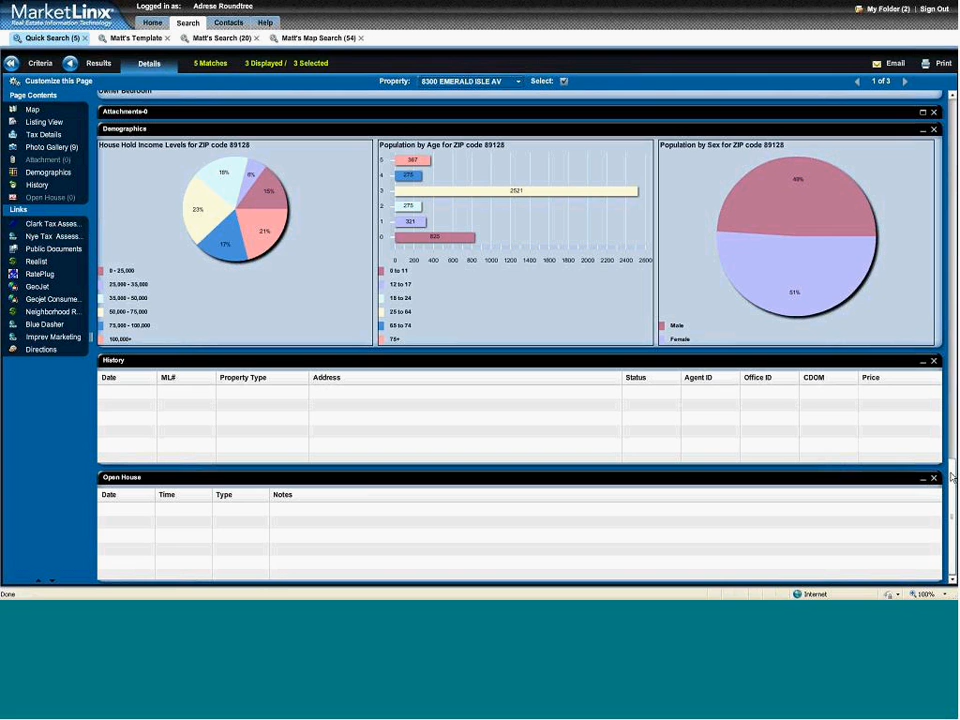 MarketLinx
Real Estate Information Technology
Logged in as: Adrese Roundtree
My Folder (2) | Sign Out
Home Search Contacts Help
Quick Search (5) Matt's Template Matt's Search (20) Matt's Map Search (54)
Criteria Results Details 5 Matches 3 Displayed / 3 Selected Email Print
Customize this Page Property: 8300 EMERALD ISLE AV Select: 1 of 3
Page Contents
Map
Listing View
Tax Details
Photo Gallery (9)
Attachment (0)
Demographics
History
Open House (0)
Links
Clark Tax Asses...
Nye Tax Assess...
Public Documents
Realist
RatePlug
GeoJet
Geojet Consume...
Neighborhood R...
Blue Dasher
Imprev Marketing
Directions
Owner Bedroom
Attachments-0
Demographics
House Hold Income Levels for ZIP code 89128
18%
6%
15%
23%
21%
17%
0 - 25,000
25,000 - 35,000
35,000 - 50,000
50,000 - 75,000
75,000 - 100,000
100,000+
Population by Age for ZIP code 89128
5 387
4 275
3 2521
2 275
1 321
0 825
0 200 400 600 800 1000 1200 1400 1600 1800 2000 2200 2400 2600
0 to 11
12 to 17
18 to 24
25 to 64
65 to 74
75+
Population by Sex for ZIP code 89128
49%
51%
Male
Female
History
Date ML# Property Type Address Status Agent ID Office ID CDOM Price
Open House
Date Time Type Notes
Done Internet 100%